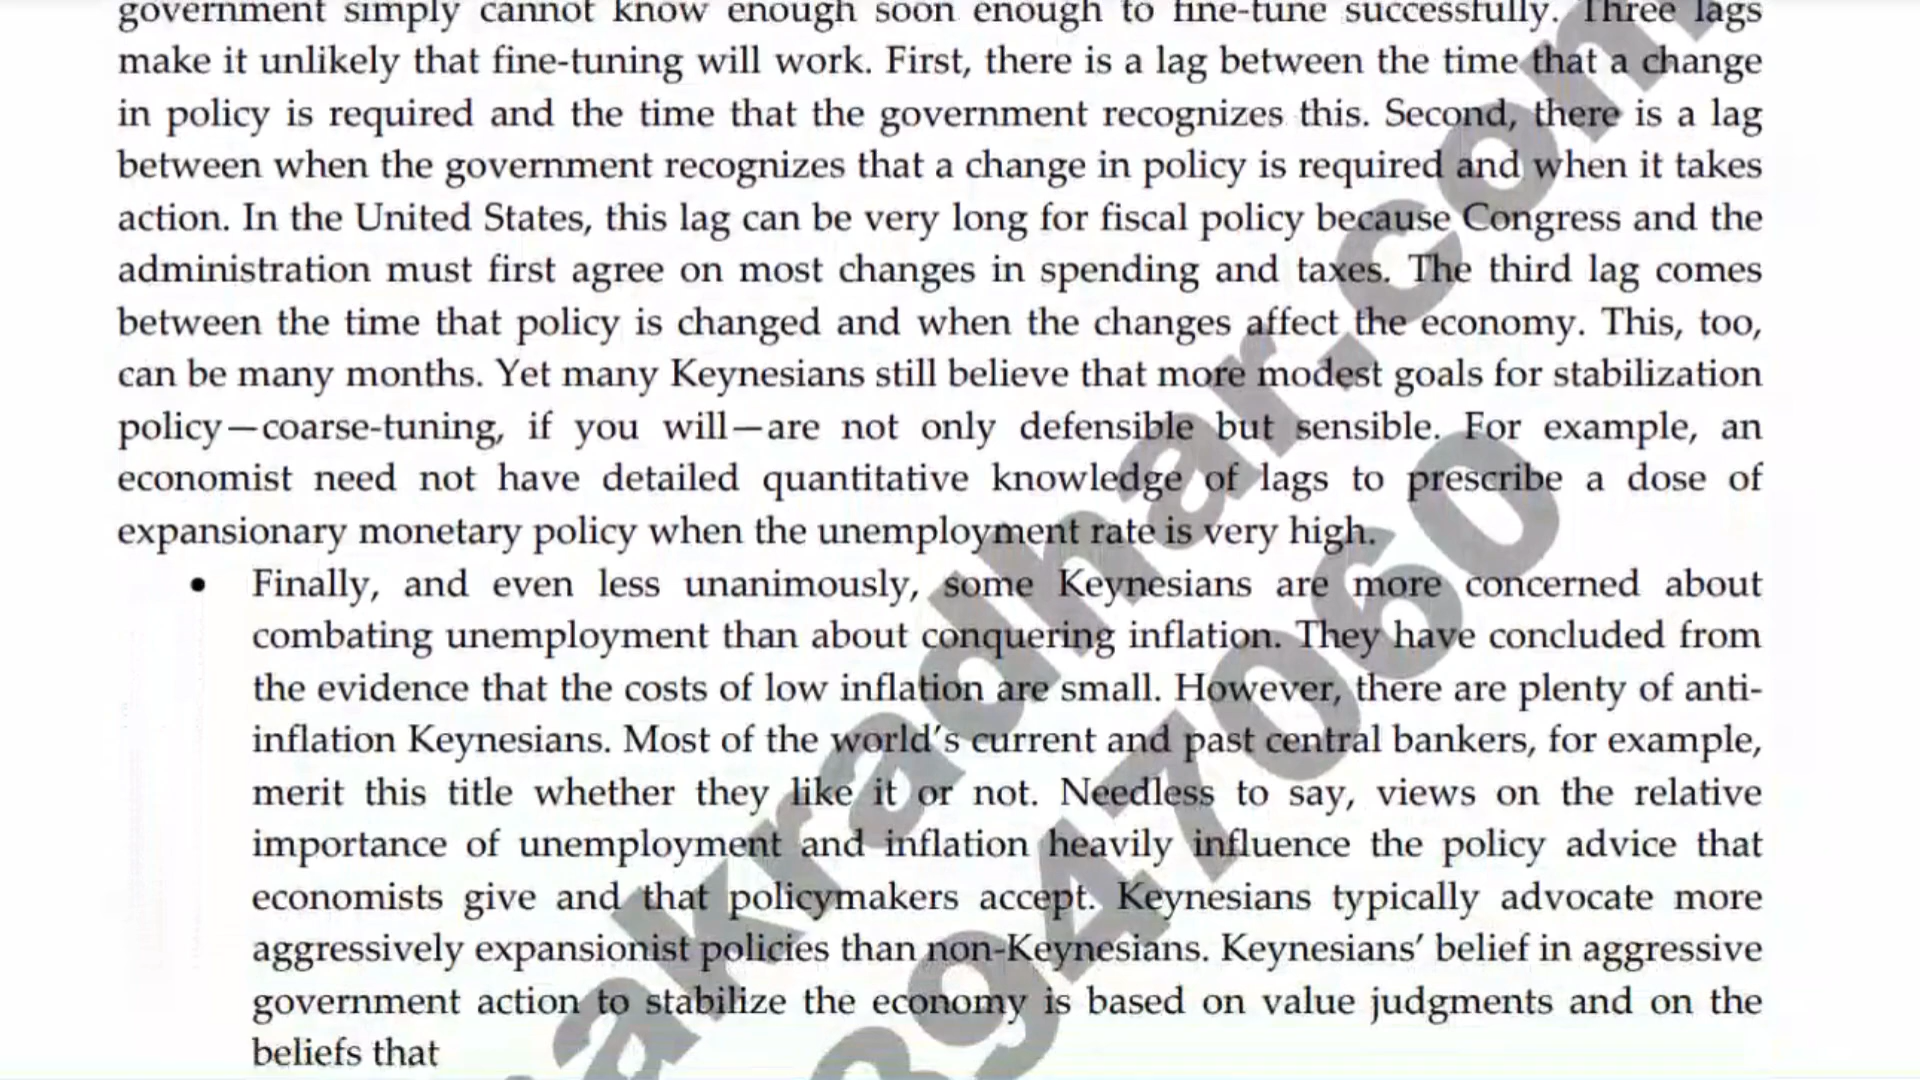 government simply cannot know enough soon enough to fine-tune successfully. Three lags
make it unlikely that fine-tuning will work. First, there is a lag between the time that a change
in policy is required and the time that the government recognizes this. Second, there is a lag
between when the government recognizes that a change in policy is required and when it takes
action. In the United States, this lag can be very long for fiscal policy because Congress and the
administration must first agree on most changes in spending and taxes. The third lag comes
between the time that policy is changed and when the changes affect the economy. This, too,
can be many months. Yet many Keynesians still believe that more modest goals for stabilization
policy—coarse-tuning, if you will—are not only defensible but sensible. For example, an
economist need not have detailed quantitative knowledge of lags to prescribe a dose of
expansionary monetary policy when the unemployment rate is very high.
• Finally, and even less unanimously, some Keynesians are more concerned about
combating unemployment than about conquering inflation. They have concluded from
the evidence that the costs of low inflation are small. However, there are plenty of anti-
inflation Keynesians. Most of the world's current and past central bankers, for example,
merit this title whether they like it or not. Needless to say, views on the relative
importance of unemployment and inflation heavily influence the policy advice that
economists give and that policymakers accept. Keynesians typically advocate more
aggressively expansionist policies than non-Keynesians. Keynesians' belief in aggressive
government action to stabilize the economy is based on value judgments and on the
beliefs that
akradhar.com
8947060